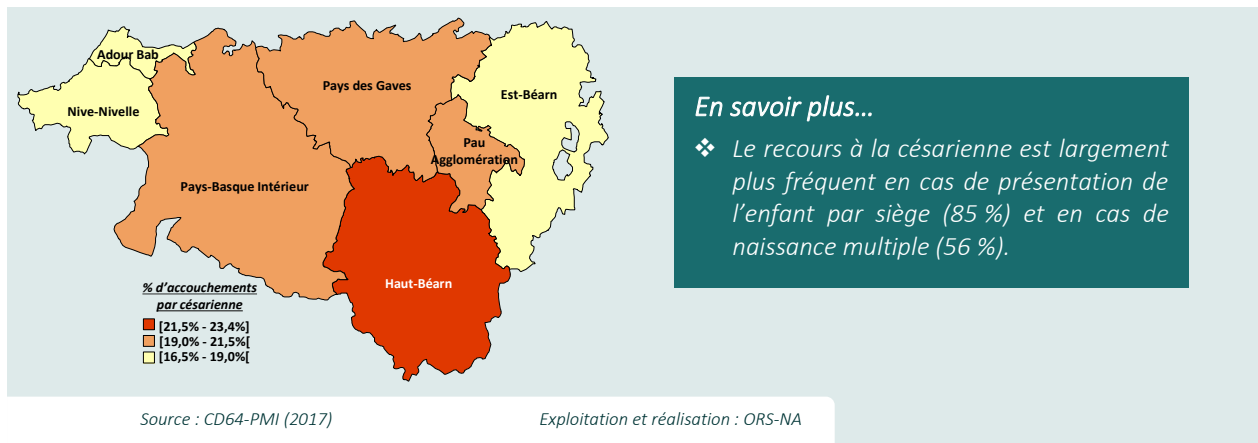 Adour Bab
Nive-Nivelle
Pays des Gaves
Est-Béarn
Pau
Agglomération
Pays-Basque Intérieur
Haut-Béarn
% d'accouchements
par césarienne
[21,5% - 23,4%]
[19,0% - 21,5%[
[16,5% - 19,0%[
En savoir plus...
❖ Le recours à la césarienne est largement
plus fréquent en cas de présentation de
l'enfant par siège (85 %) et en cas de
naissance multiple (56 %).
Source : CD64-PMI (2017)
Exploitation et réalisation : ORS-NA